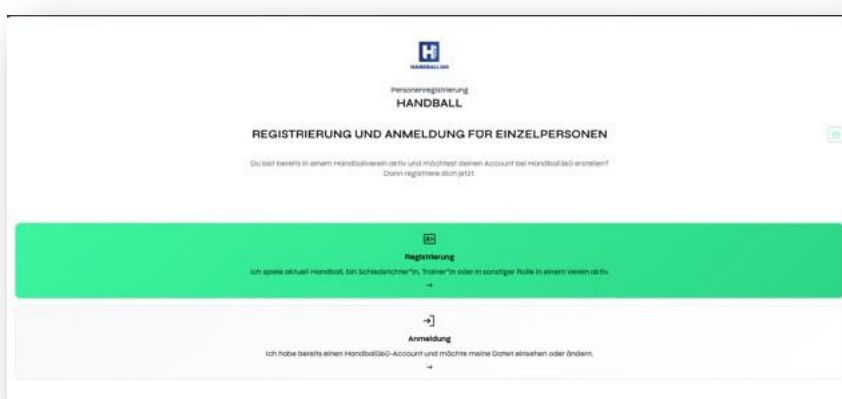 HANDBALL360
Personenregistrierung
HANDBALL
REGISTRIERUNG UND ANMELDUNG FÜR EINZELPERSONEN
Du bist bereits in einem Handballverein aktiv und möchtest deinen Account bei Handball360 erstellen?
Dann registriere dich jetzt.
Registrierung
Ich spiele aktuell Handball, bin Schiedsrichter*in, Trainer*in oder in sonstiger Rolle in einem Verein aktiv.
→
Anmeldung
Ich habe bereits einen Handball360-Account und möchte meine Daten einsehen oder ändern.
→